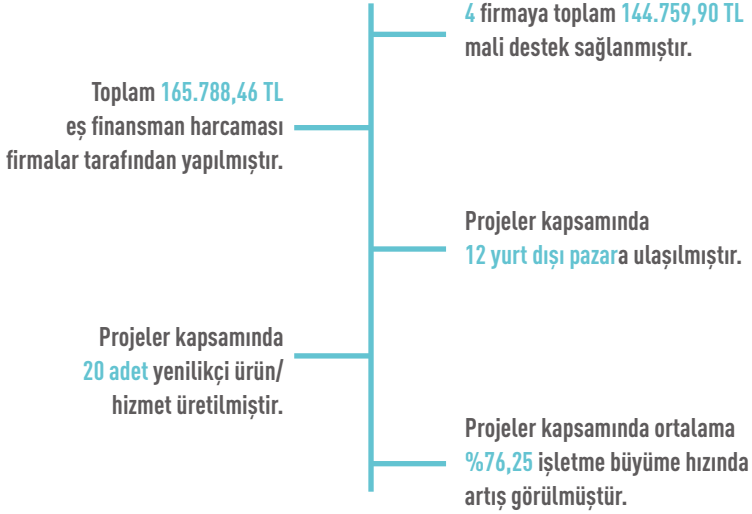 4 firmaya toplam 144.759,90 TL
mali destek sağlanmıştır.
Toplam 165.788,46 TL
eş finansman harcaması
firmalar tarafından yapılmıştır.
Projeler kapsamında
12 yurt dışı pazara ulaşılmıştır.
Projeler kapsamında
20 adet yenilikçi ürün/
hizmet üretilmiştir.
Projeler kapsamında ortalama
%76,25 işletme büyüme hızında
artış görülmüştür.